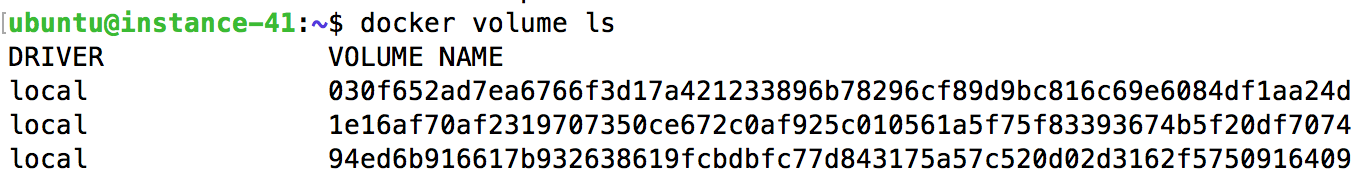 [ubuntu@instance-41:~$ docker volume ls
DRIVER              VOLUME NAME
local               030f652ad7ea6766f3d17a421233896b78296cf89d9bc816c69e6084df1aa24d
local               1e16af70af2319707350ce672c0af925c010561a5f75f83393674b5f20df7074
local               94ed6b916617b932638619fcbdbfc77d843175a57c520d02d3162f5750916409